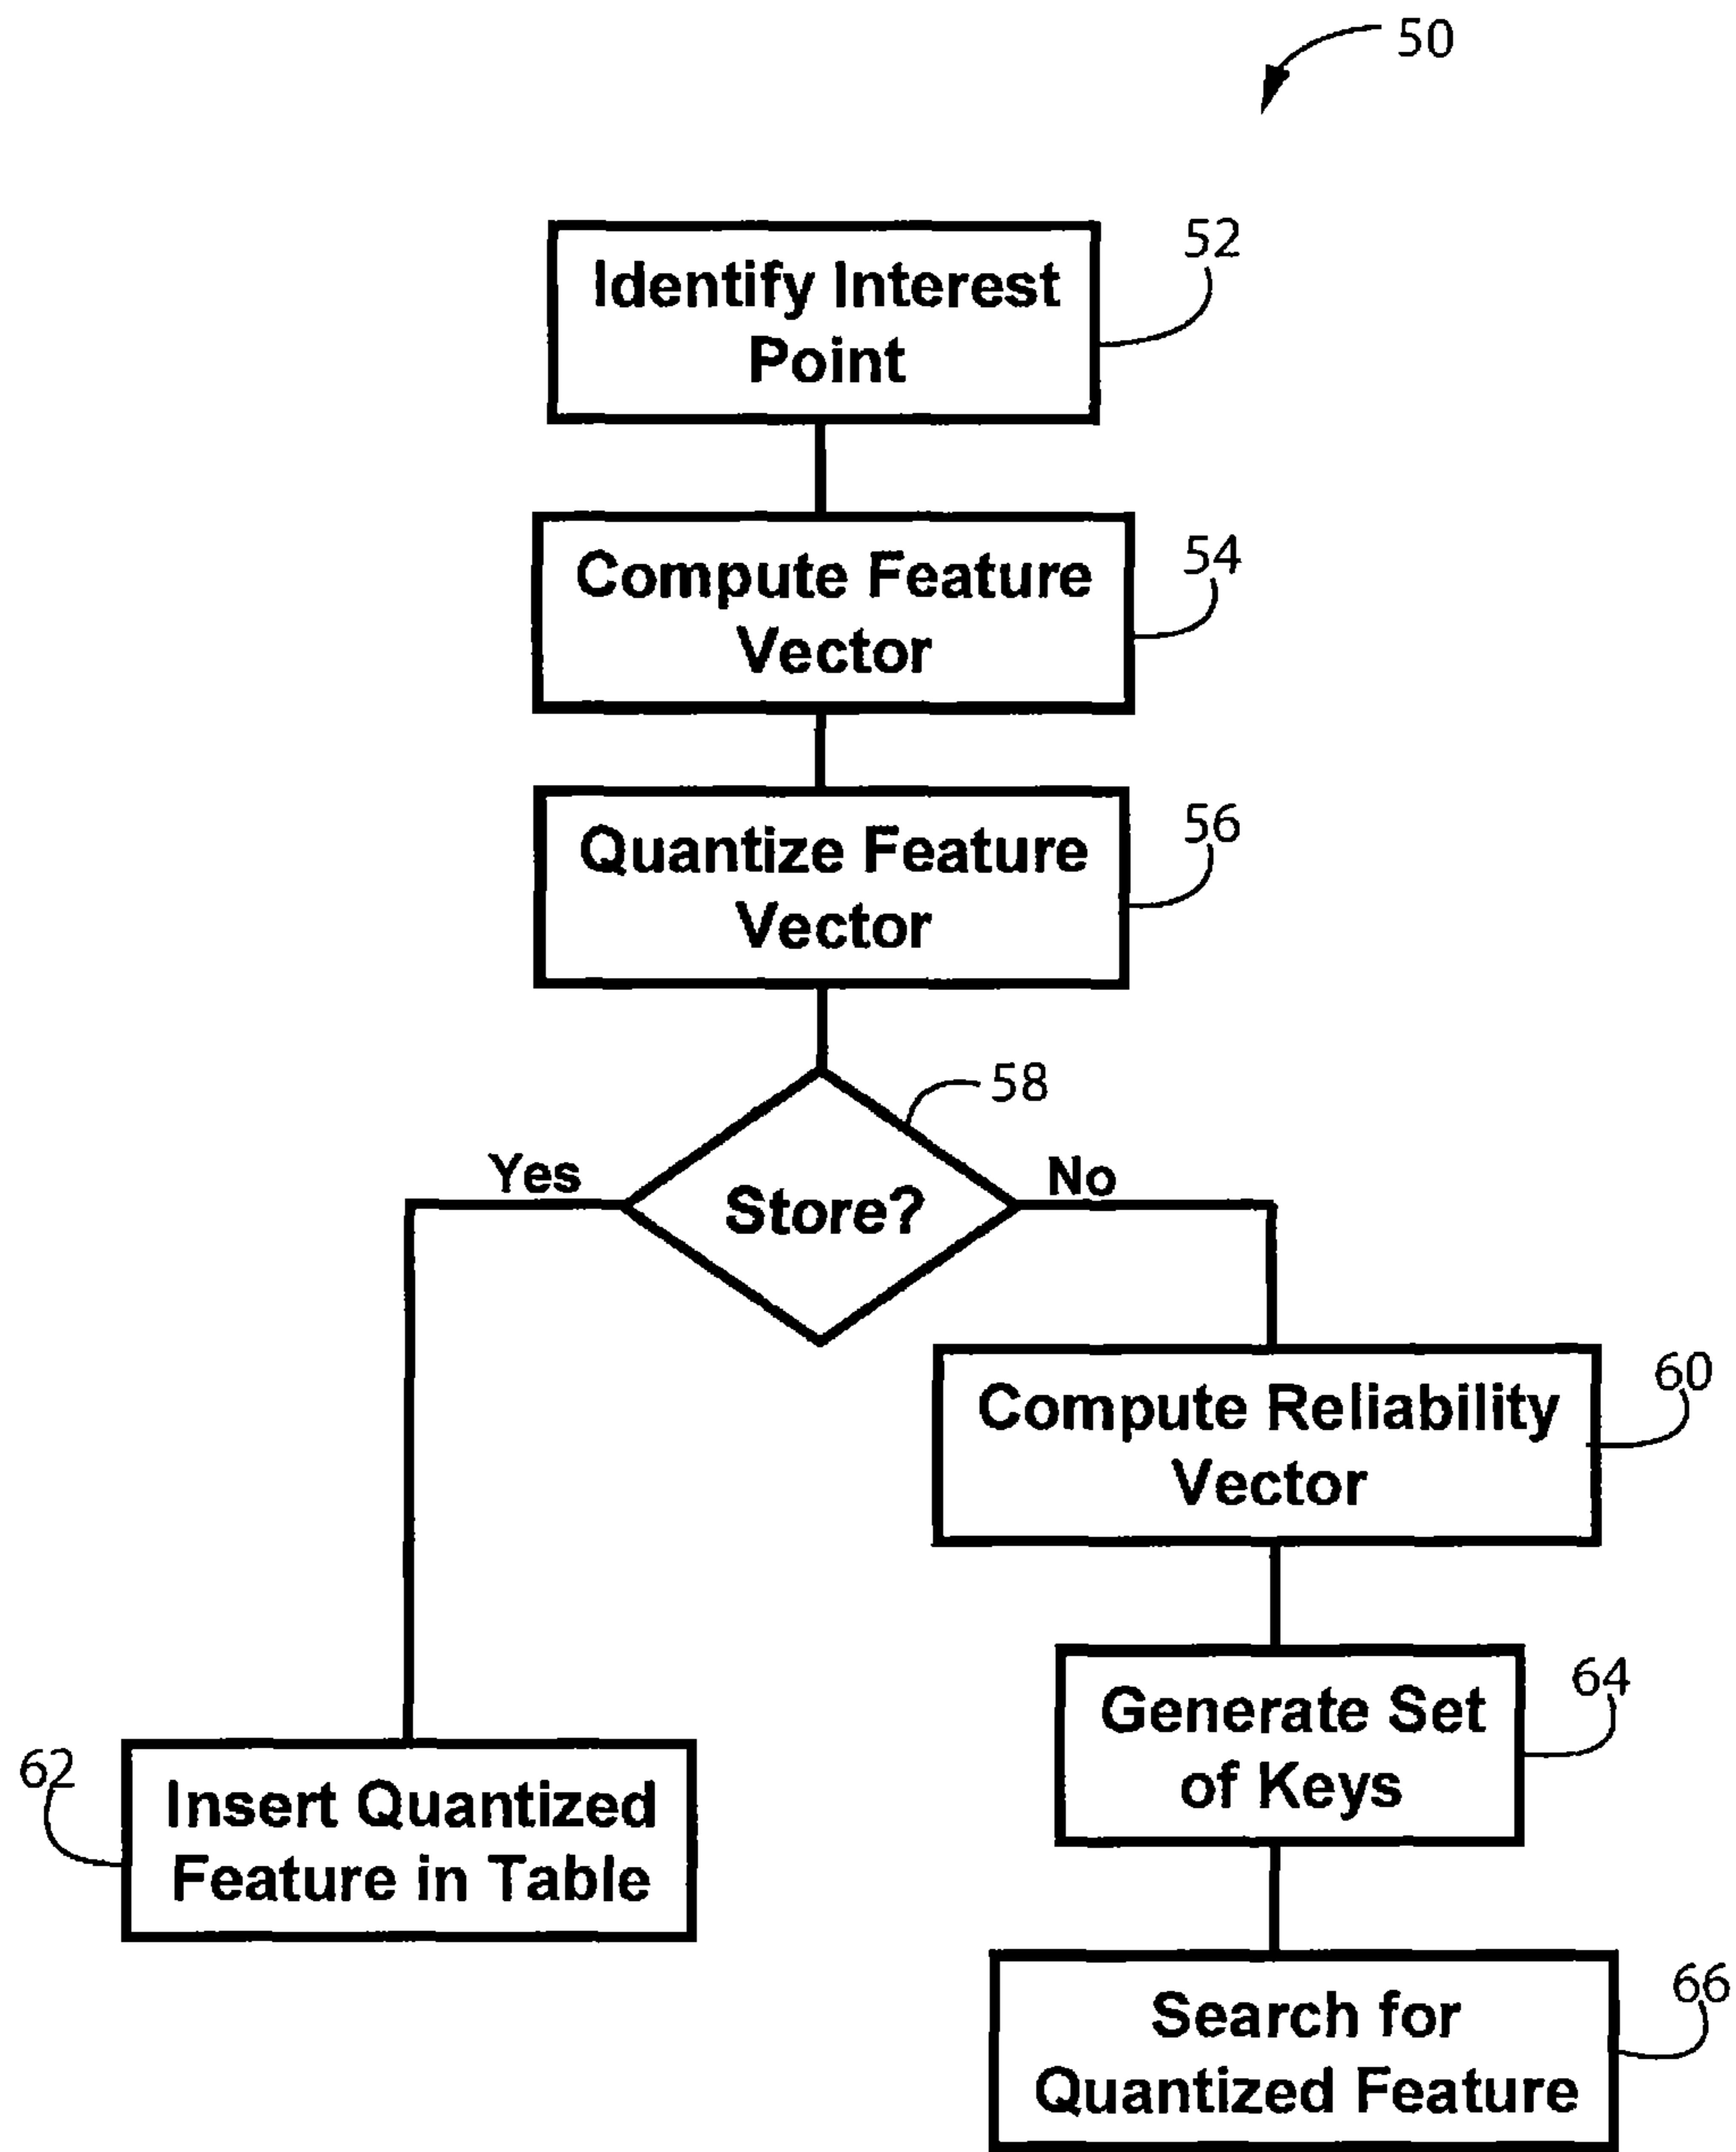 50
Identify Interest
Point
52
Compute Feature
Vector
54
Quantize Feature
Vector
56
58
Yes
Store?
No
Compute Reliability
Vector
60
62
Insert Quantized
Feature in Table
Generate Set
of Keys
64
Search for
Quantized Feature
66